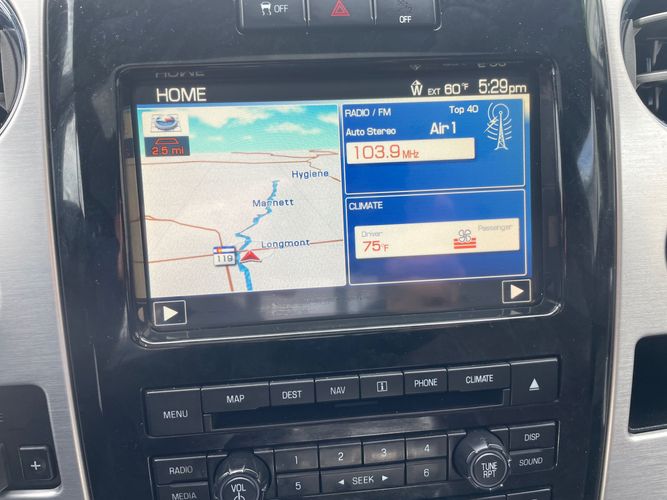 OFF
OFF
HOME
W EXT 60°F 5:29pm
2.5 mi
Hygiene
Marnett
Longmont
119
RADIO / FM
Top 40
Auto Stereo
Air 1
103.9 MHz
CLIMATE
Driver
75°F
Passenger
MENU
MAP
DEST
NAV
i
PHONE
CLIMATE
RADIO
MEDIA
VOL
1
2
3
4
5
SEEK
6
TUNE
RPT
DISP
SOUND